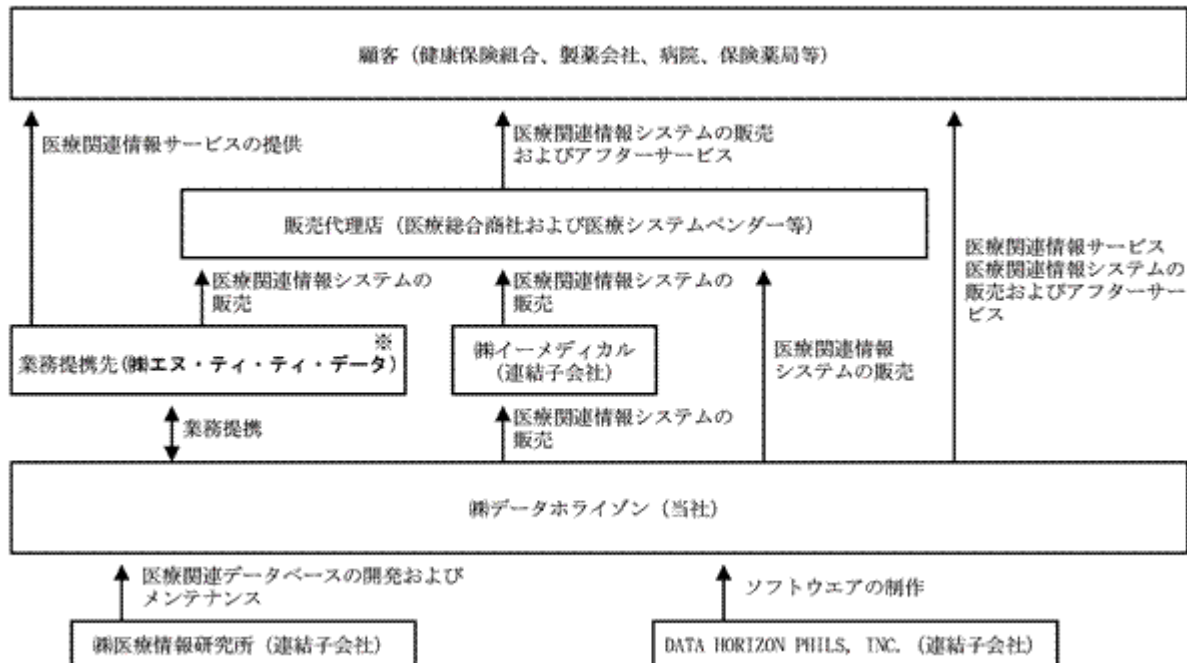 顧客（健康保険組合、製薬会社、病院、保険薬局等）
医療関連情報サービスの提供
医療関連情報システムの販売
およびアフターサービス
販売代理店（医療総合商社および医療システムベンダー等）
医療関連情報サービス
医療関連情報システムの
販売およびアフターサー
ビス
医療関連情報システムの
販売
医療関連情報システムの
販売
医療関連情報
システムの販売
※
業務提携先（㈱エヌ・ティ・ティ・データ）
㈱イーメディカル
（連結子会社）
業務提携
医療関連情報システムの
販売
㈱データホライゾン（当社）
医療関連データベースの開発および
メンテナンス
ソフトウエアの制作
㈱医療情報研究所（連結子会社）
DATA HORIZON PHILS, INC.（連結子会社）